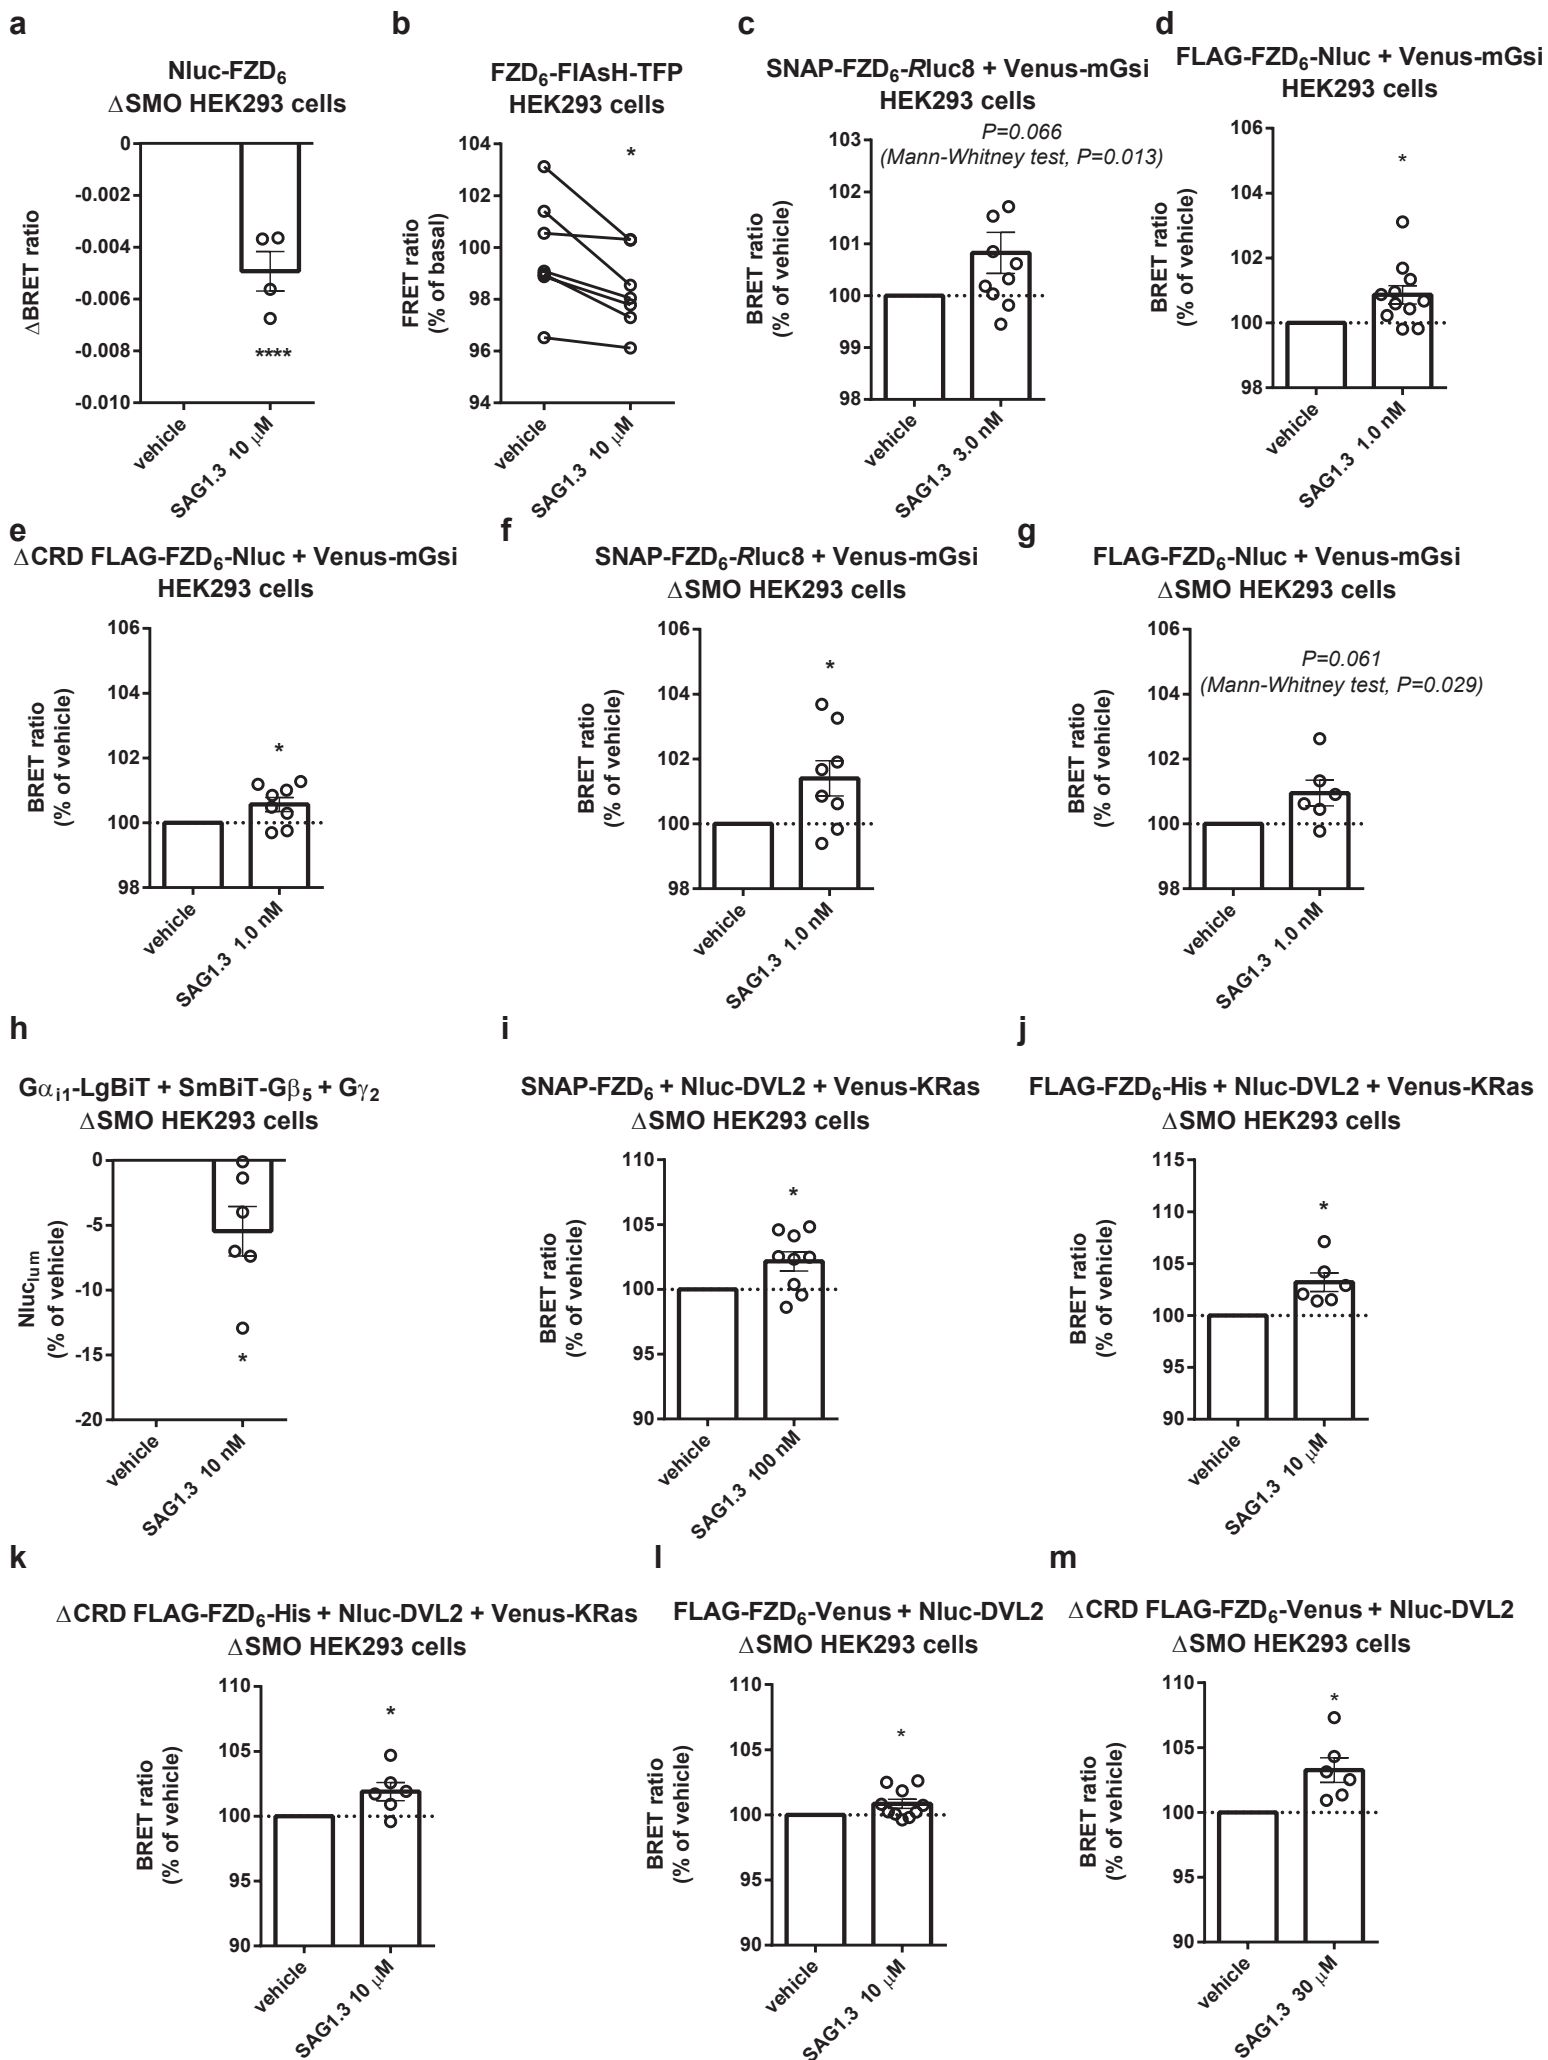 a
Nluc-FZD6
ΔSMO HEK293 cells
ΔBRET ratio
0
-0.002
-0.004
-0.006
-0.008
-0.010
****
vehicle
SAG1.3 10 μM
b
FZD6-FlAsH-TFP
HEK293 cells
FRET ratio
(% of basal)
104
102
100
98
96
94
*
vehicle
SAG1.3 10 μM
c
SNAP-FZD6-Rluc8 + Venus-mGsi
HEK293 cells
P=0.066
(Mann-Whitney test, P=0.013)
BRET ratio
(% of vehicle)
103
102
101
100
99
98
vehicle
SAG1.3 3.0 nM
d
FLAG-FZD6-Nluc + Venus-mGsi
HEK293 cells
BRET ratio
(% of vehicle)
106
104
102
100
98
*
vehicle
SAG1.3 1.0 nM
e
ΔCRD FLAG-FZD6-Nluc + Venus-mGsi
HEK293 cells
BRET ratio
(% of vehicle)
106
104
102
100
98
*
vehicle
SAG1.3 1.0 nM
f
SNAP-FZD6-Rluc8 + Venus-mGsi
ΔSMO HEK293 cells
BRET ratio
(% of vehicle)
106
104
102
100
98
*
vehicle
SAG1.3 1.0 nM
g
FLAG-FZD6-Nluc + Venus-mGsi
ΔSMO HEK293 cells
P=0.061
(Mann-Whitney test, P=0.029)
BRET ratio
(% of vehicle)
106
104
102
100
98
vehicle
SAG1.3 1.0 nM
h
Gαi1-LgBiT + SmBiT-Gβ5 + Gγ2
ΔSMO HEK293 cells
Nluclum
(% of vehicle)
0
-5
-10
-15
-20
*
vehicle
SAG1.3 10 nM
i
SNAP-FZD6 + Nluc-DVL2 + Venus-KRas
ΔSMO HEK293 cells
BRET ratio
(% of vehicle)
110
105
100
95
90
*
vehicle
SAG1.3 100 nM
j
FLAG-FZD6-His + Nluc-DVL2 + Venus-KRas
ΔSMO HEK293 cells
BRET ratio
(% of vehicle)
115
110
105
100
95
90
*
vehicle
SAG1.3 10 μM
k
ΔCRD FLAG-FZD6-His + Nluc-DVL2 + Venus-KRas
ΔSMO HEK293 cells
BRET ratio
(% of vehicle)
110
105
100
95
90
*
vehicle
SAG1.3 10 μM
l
FLAG-FZD6-Venus + Nluc-DVL2
ΔSMO HEK293 cells
BRET ratio
(% of vehicle)
110
105
100
95
90
*
vehicle
SAG1.3 10 μM
m
ΔCRD FLAG-FZD6-Venus + Nluc-DVL2
ΔSMO HEK293 cells
BRET ratio
(% of vehicle)
110
105
100
95
90
*
vehicle
SAG1.3 30 μM